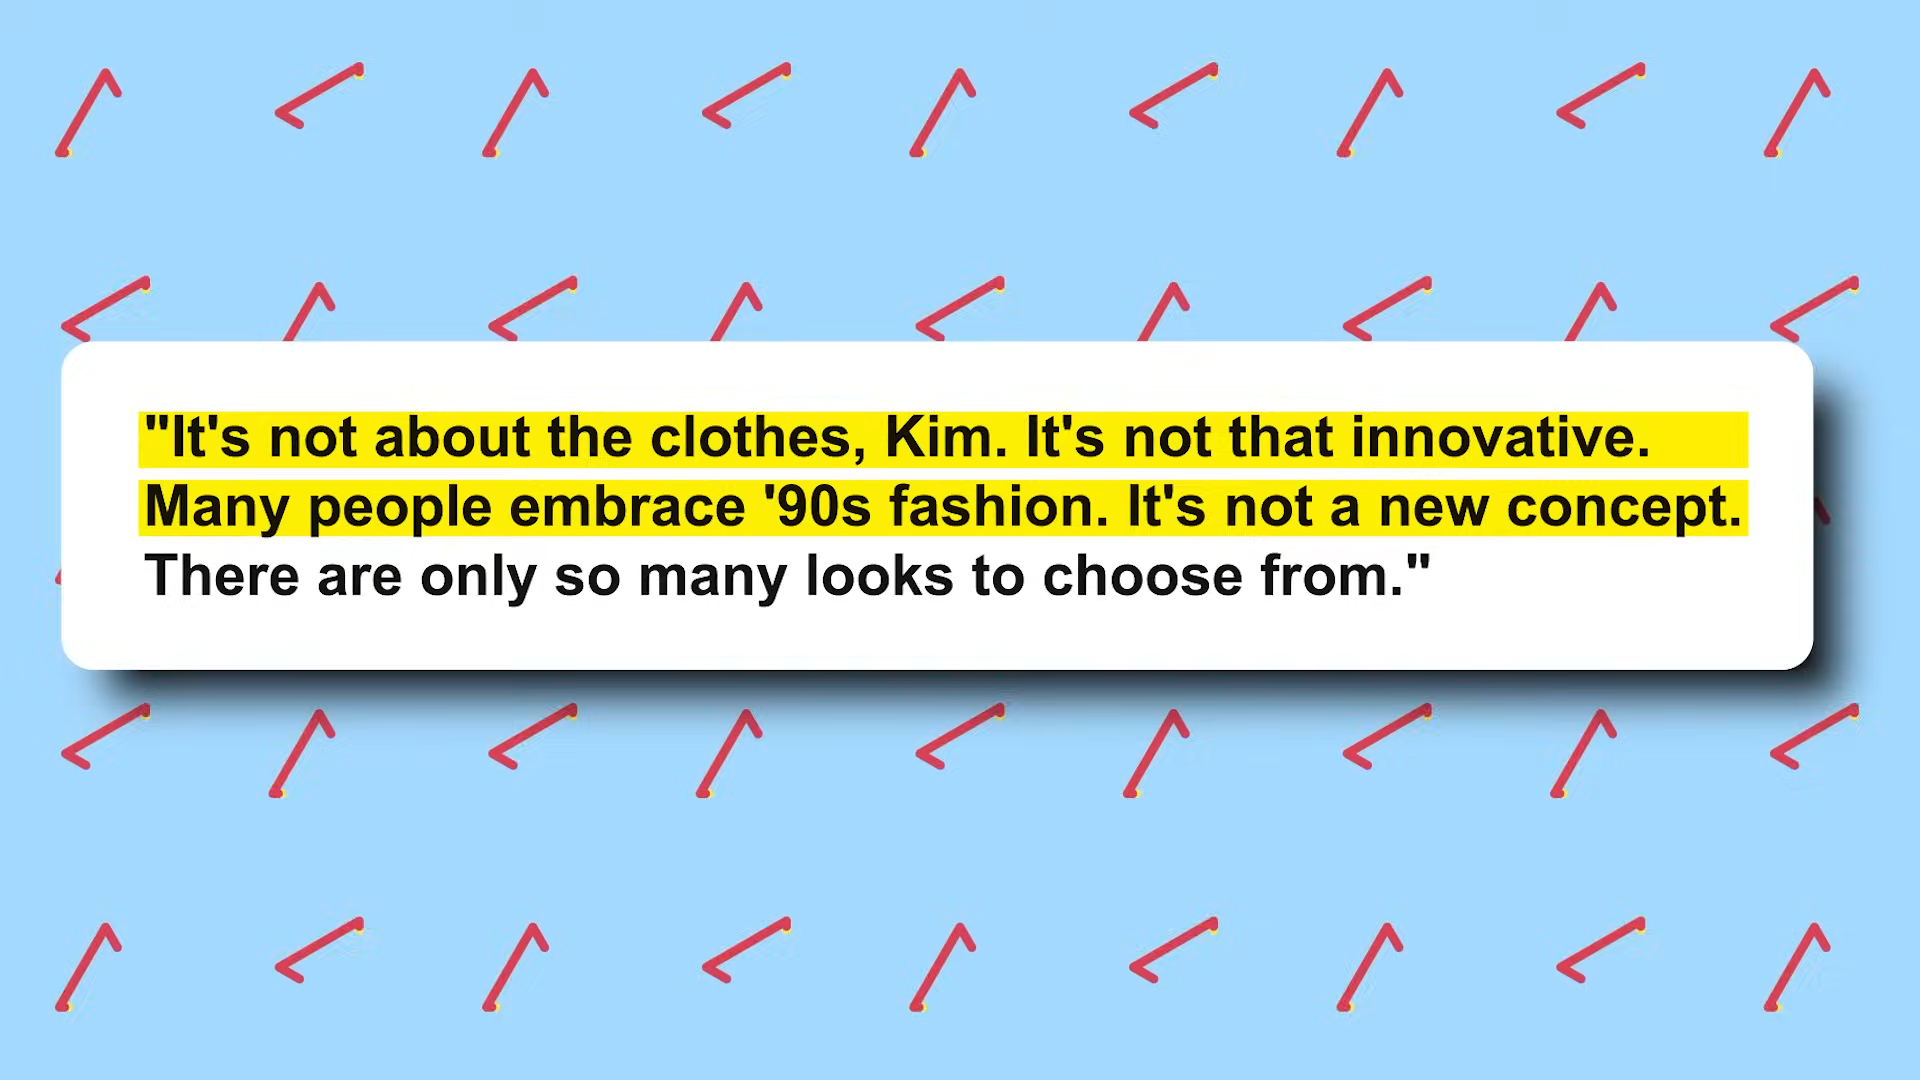 "It's not about the clothes, Kim. It's not that innovative.
Many people embrace '90s fashion. It's not a new concept.
There are only so many looks to choose from."